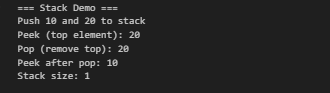 === Stack Demo ===
Push 10 and 20 to stack
Peek (top element): 20
Pop (remove top): 20
Peek after pop: 10
Stack size: 1